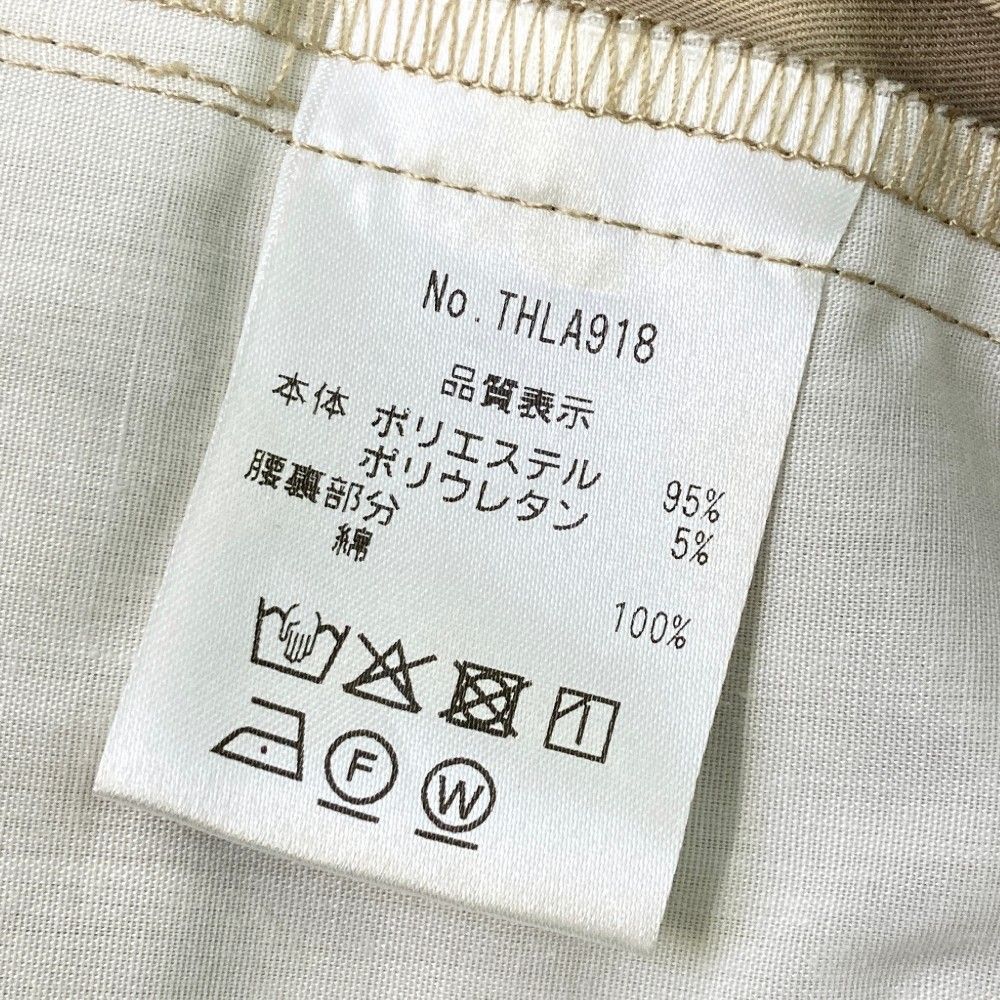 No.THLA918
品質表示
本体 ポリエステル 95%
ポリウレタン 5%
腰裏部分
綿 100%
F W